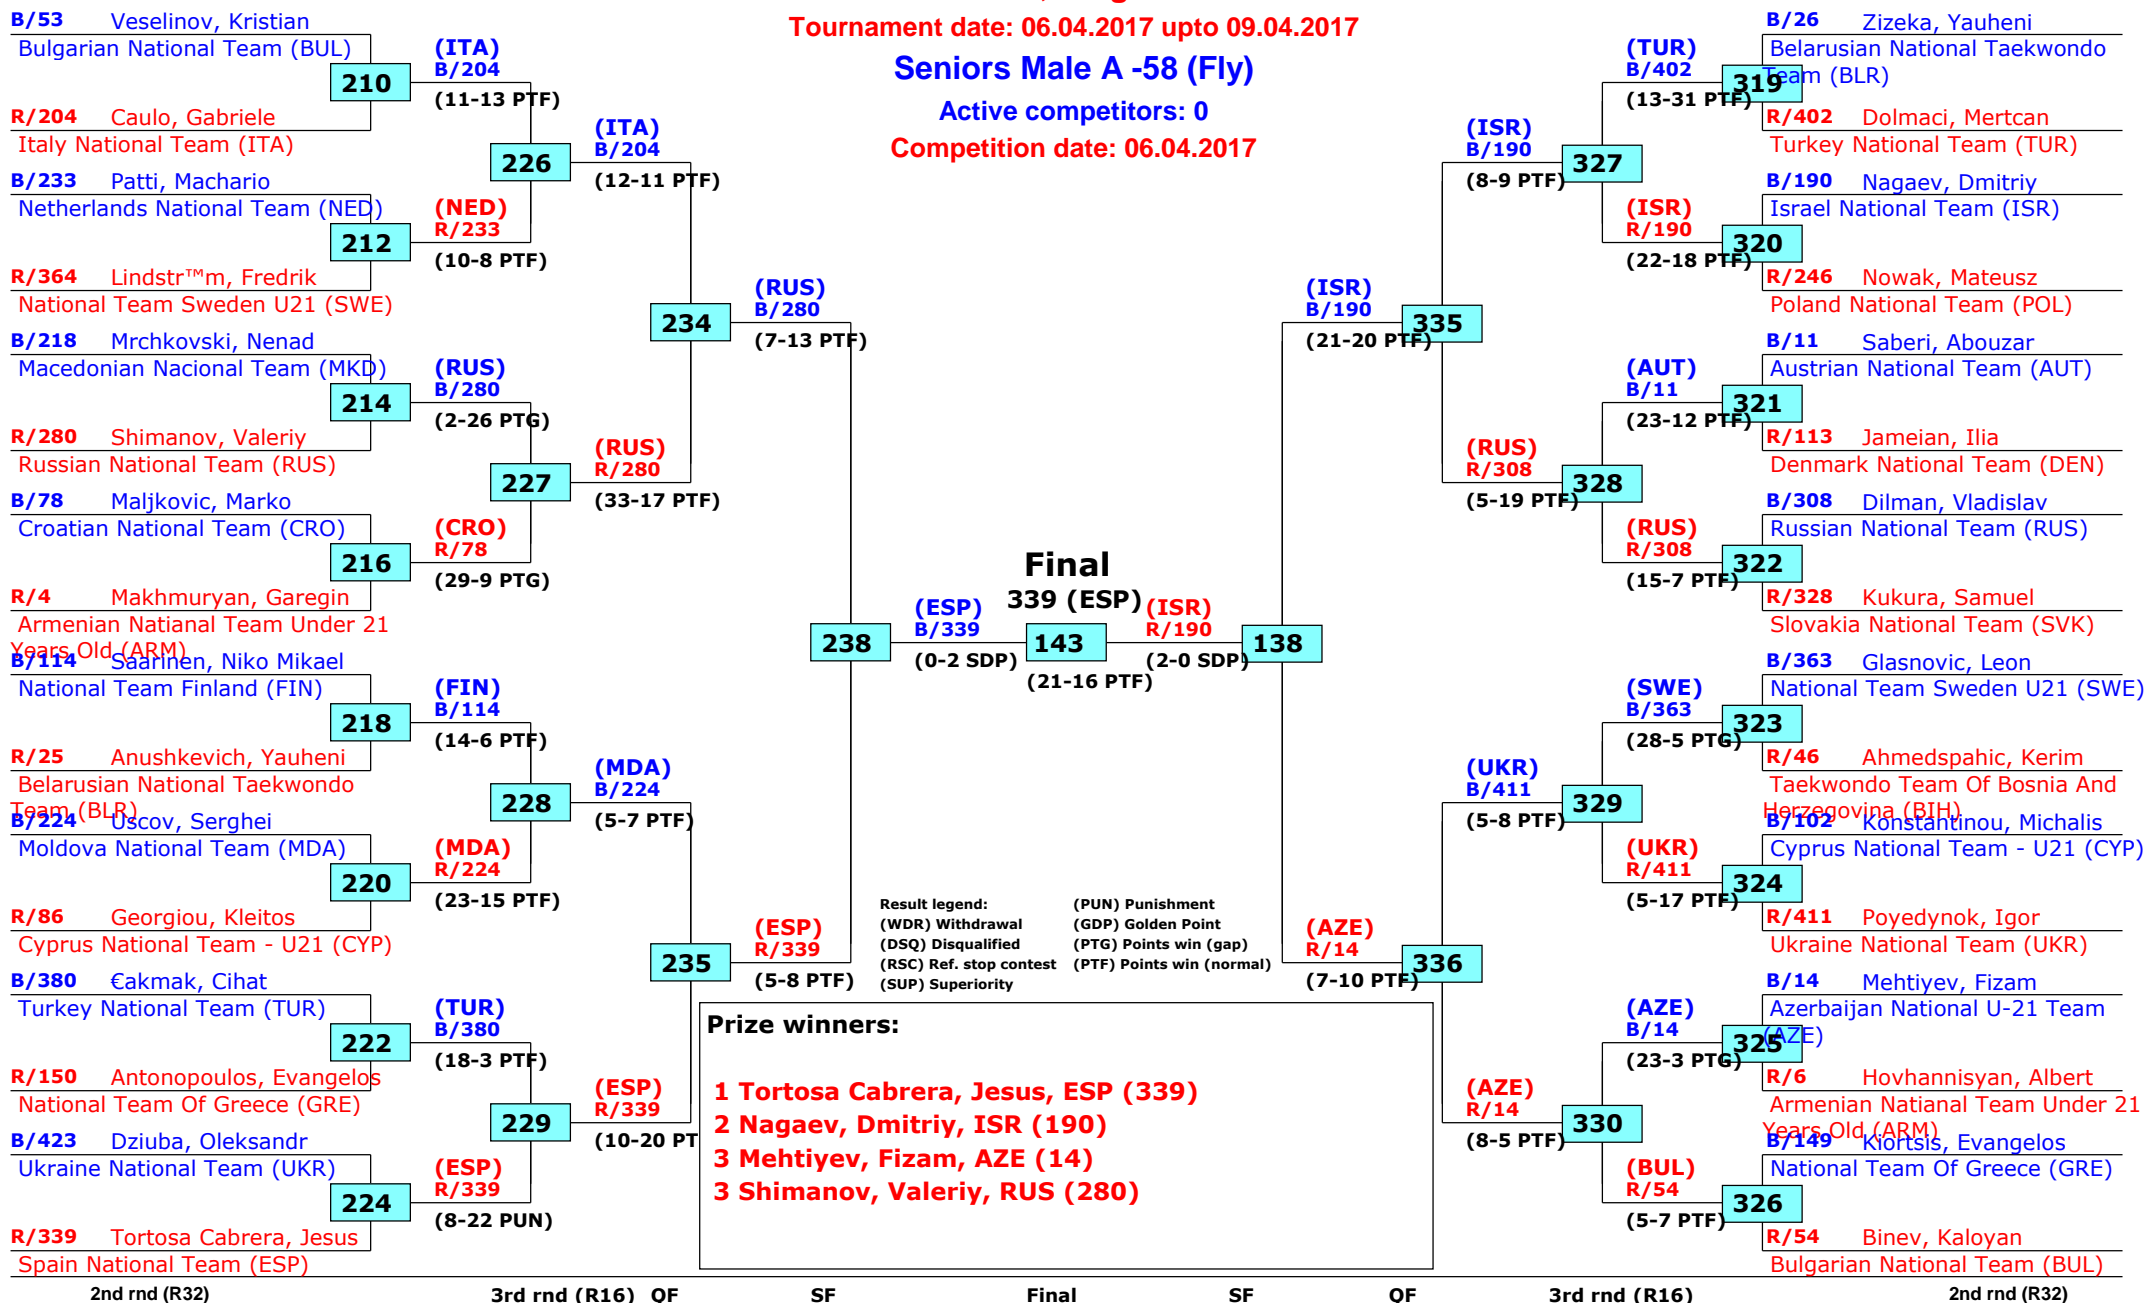 Tournament date: 06.04.2017 upto 09.04.2017
Seniors Male A -58 (Fly)
Active competitors: 0
Competition date: 06.04.2017
B/53 Veselinov, Kristian
Bulgarian National Team (BUL)
210
R/204 Caulo, Gabriele
Italy National Team (ITA)
B/233 Patti, Machario
Netherlands National Team (NED)
212
R/364 Lindstr™m, Fredrik
National Team Sweden U21 (SWE)
B/218 Mrchkovski, Nenad
Macedonian Nacional Team (MKD)
214
R/280 Shimanov, Valeriy
Russian National Team (RUS)
B/78 Maljkovic, Marko
Croatian National Team (CRO)
216
R/4 Makhmuryan, Garegin
Armenian Natianal Team Under 21
Years Old (ARM)
B/114 Saarinen, Niko Mikael
National Team Finland (FIN)
218
R/25 Anushkevich, Yauheni
Belarusian National Taekwondo
Team (BLR)
B/224 Uscov, Serghei
Moldova National Team (MDA)
220
R/86 Georgiou, Kleitos
Cyprus National Team - U21 (CYP)
B/380 €akmak, Cihat
Turkey National Team (TUR)
222
R/150 Antonopoulos, Evangelos
National Team Of Greece (GRE)
B/423 Dziuba, Oleksandr
Ukraine National Team (UKR)
224
R/339 Tortosa Cabrera, Jesus
Spain National Team (ESP)
(ITA)
B/204
(11-13 PTF)
226
(NED)
R/233
(10-8 PTF)
(RUS)
B/280
(2-26 PTG)
227
(CRO)
R/78
(29-9 PTG)
(FIN)
B/114
(14-6 PTF)
228
(MDA)
R/224
(23-15 PTF)
(TUR)
B/380
(18-3 PTF)
229
(ESP)
R/339
(8-22 PUN)
(ITA)
B/204
(12-11 PTF)
234
(RUS)
R/280
(33-17 PTF)
(MDA)
B/224
(5-7 PTF)
235
(ESP)
R/339
(10-20 PT
(RUS)
B/280
(7-13 PTF)
238
(ESP)
R/339
(5-8 PTF)
(ESP)
B/339
(0-2 SDP)
Final
339 (ESP)
143
(21-16 PTF)
(ISR)
R/190
(2-0 SDP)
138
(ISR)
B/190
(21-20 PTF)
335
(AZE)
R/14
(7-10 PTF)
336
(ISR)
B/190
(8-9 PTF)
327
(RUS)
R/308
(5-19 PTF)
328
(UKR)
B/411
(5-8 PTF)
329
(AZE)
R/14
(8-5 PTF)
330
(TUR)
B/402
(13-31 PTF)
319
(ISR)
R/190
(22-18 PTF)
320
(AUT)
B/11
(23-12 PTF)
321
(RUS)
R/308
(15-7 PTF)
322
(SWE)
B/363
(28-5 PTG)
323
(UKR)
R/411
(5-17 PTF)
324
(AZE)
B/14
(23-3 PTG)
325
(BUL)
R/54
(5-7 PTF)
326
B/26 Zizeka, Yauheni
Belarusian National Taekwondo
Team (BLR)
R/402 Dolmaci, Mertcan
Turkey National Team (TUR)
B/190 Nagaev, Dmitriy
Israel National Team (ISR)
R/246 Nowak, Mateusz
Poland National Team (POL)
B/11 Saberi, Abouzar
Austrian National Team (AUT)
R/113 Jameian, Ilia
Denmark National Team (DEN)
B/308 Dilman, Vladislav
Russian National Team (RUS)
R/328 Kukura, Samuel
Slovakia National Team (SVK)
B/363 Glasnovic, Leon
National Team Sweden U21 (SWE)
R/46 Ahmedspahic, Kerim
Taekwondo Team Of Bosnia And
Herzegovina (BIH)
B/102 Konstantinou, Michalis
Cyprus National Team - U21 (CYP)
R/411 Poyedynok, Igor
Ukraine National Team (UKR)
B/14 Mehtiyev, Fizam
Azerbaijan National U-21 Team
(AZE)
R/6 Hovhannisyan, Albert
Armenian Natianal Team Under 21
Years Old (ARM)
B/149 Kiortsis, Evangelos
National Team Of Greece (GRE)
R/54 Binev, Kaloyan
Bulgarian National Team (BUL)
Result legend:
(WDR) Withdrawal
(DSQ) Disqualified
(RSC) Ref. stop contest
(SUP) Superiority
(PUN) Punishment
(GDP) Golden Point
(PTG) Points win (gap)
(PTF) Points win (normal)
Prize winners:
1 Tortosa Cabrera, Jesus, ESP (339)
2 Nagaev, Dmitriy, ISR (190)
3 Mehtiyev, Fizam, AZE (14)
3 Shimanov, Valeriy, RUS (280)
2nd rnd (R32) 3rd rnd (R16) QF SF Final SF QF 3rd rnd (R16) 2nd rnd (R32)